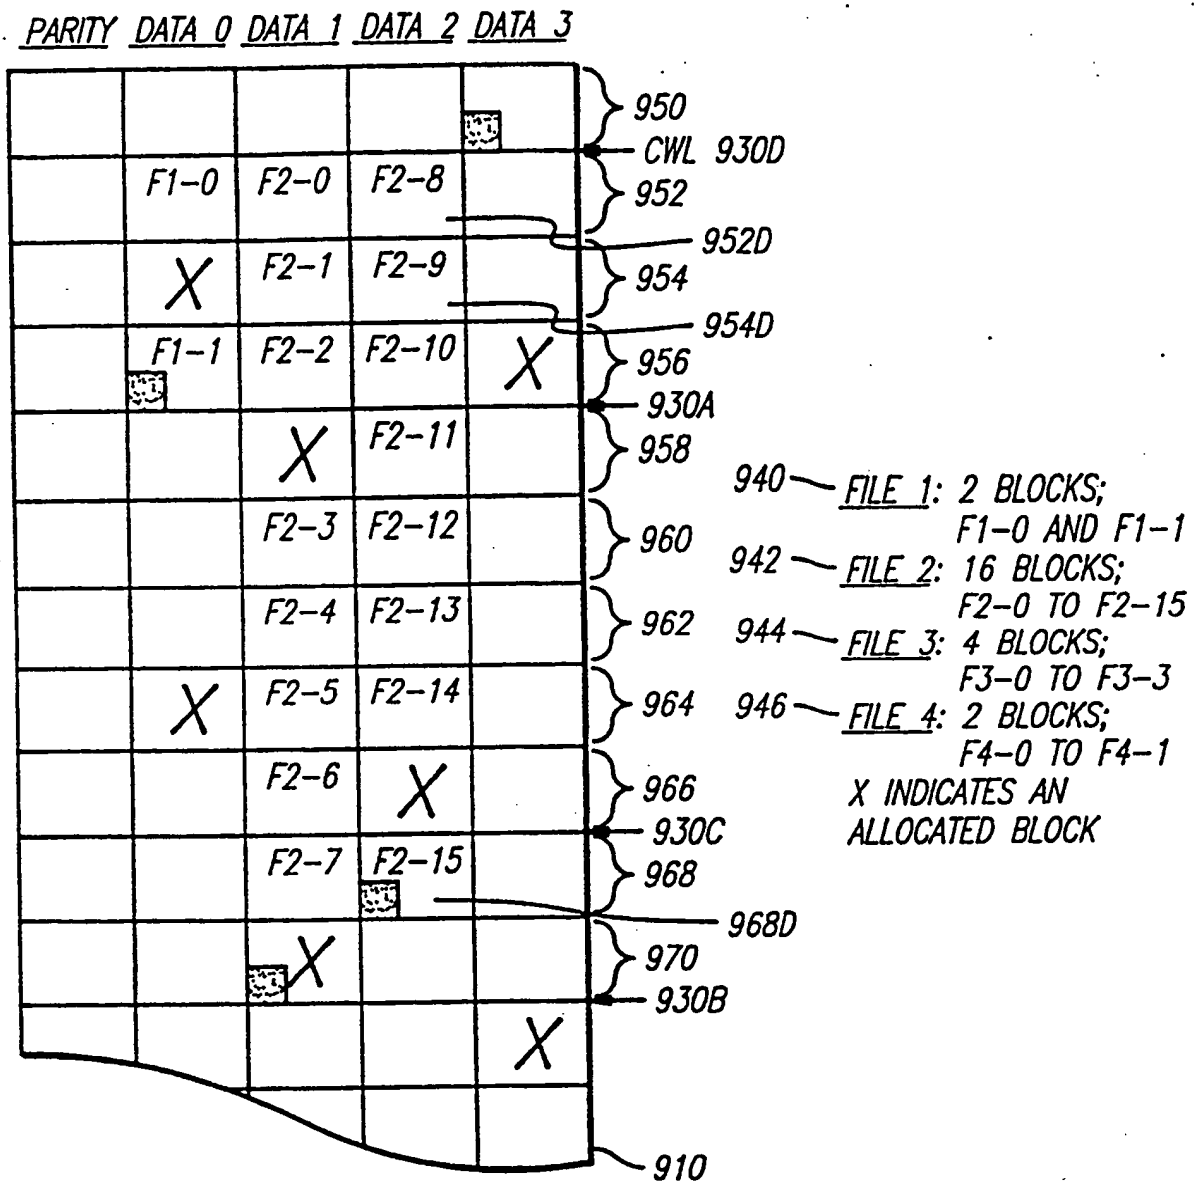 PARITY DATA 0 DATA 1 DATA 2 DATA 3
950
CWL 930D
F1-0 F2-0 F2-8 952
952D
X F2-1 F2-9 954
954D
F1-1 F2-2 F2-10 X 956
930A
X F2-11 958
F2-3 F2-12 960
F2-4 F2-13 962
X F2-5 F2-14 964
F2-6 X 966
930C
F2-7 F2-15 968
968D
X 970
930B
X
910
940 FILE 1: 2 BLOCKS;
F1-0 AND F1-1
942 FILE 2: 16 BLOCKS;
F2-0 TO F2-15
944 FILE 3: 4 BLOCKS;
F3-0 TO F3-3
946 FILE 4: 2 BLOCKS;
F4-0 TO F4-1
X INDICATES AN
ALLOCATED BLOCK